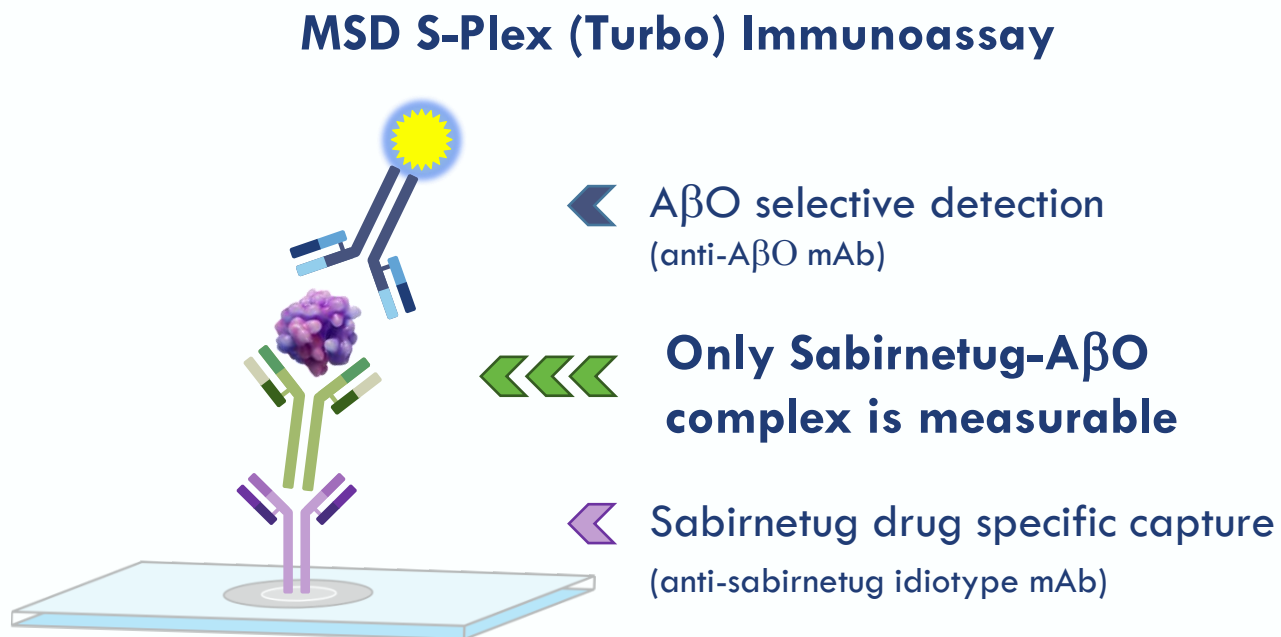 MSD S-Plex (Turbo) Immunoassay
AβO selective detection
(anti-AβO mAb)
Only Sabirnetug-AβO
complex is measurable
Sabirnetug drug specific capture
(anti-sabirnetug idiotype mAb)